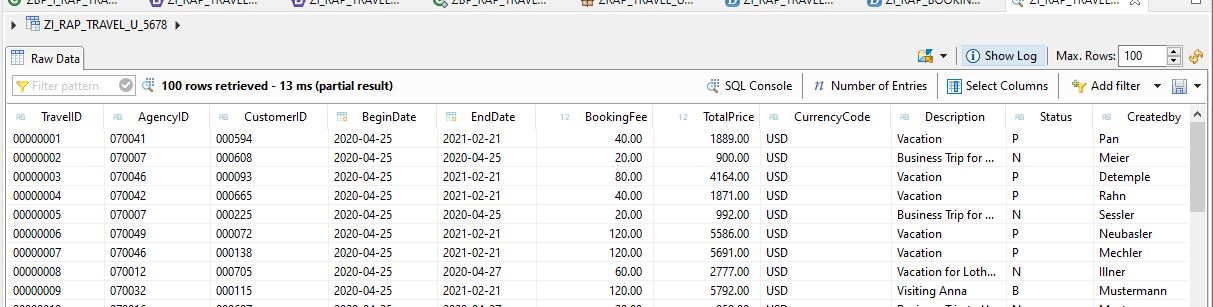 ZI_RAP_TRAVEL_U_5678
Raw Data
Show Log Max. Rows: 100
Filter pattern 100 rows retrieved - 13 ms (partial result) SQL Console Number of Entries Select Columns Add filter
TravelID AgencyID CustomerID BeginDate EndDate BookingFee TotalPrice CurrencyCode Description Status Createdby
00000001 070041 000594 2020-04-25 2021-02-21 40.00 1889.00 USD Vacation P Pan
00000002 070007 000608 2020-04-25 2020-04-25 20.00 900.00 USD Business Trip for ... N Meier
00000003 070046 000093 2020-04-25 2021-02-21 80.00 4164.00 USD Vacation P Detemple
00000004 070042 000665 2020-04-25 2021-02-21 40.00 1871.00 USD Vacation P Rahn
00000005 070007 000225 2020-04-25 2020-04-25 20.00 992.00 USD Business Trip for ... N Sessler
00000006 070049 000072 2020-04-25 2021-02-21 120.00 5586.00 USD Vacation P Neubasler
00000007 070046 000138 2020-04-25 2021-02-21 120.00 5691.00 USD Vacation P Mechler
00000008 070012 000705 2020-04-25 2020-04-27 60.00 2777.00 USD Vacation for Loth... N Illner
00000009 070032 000115 2020-04-25 2021-02-21 120.00 5792.00 USD Visiting Anna B Mustermann